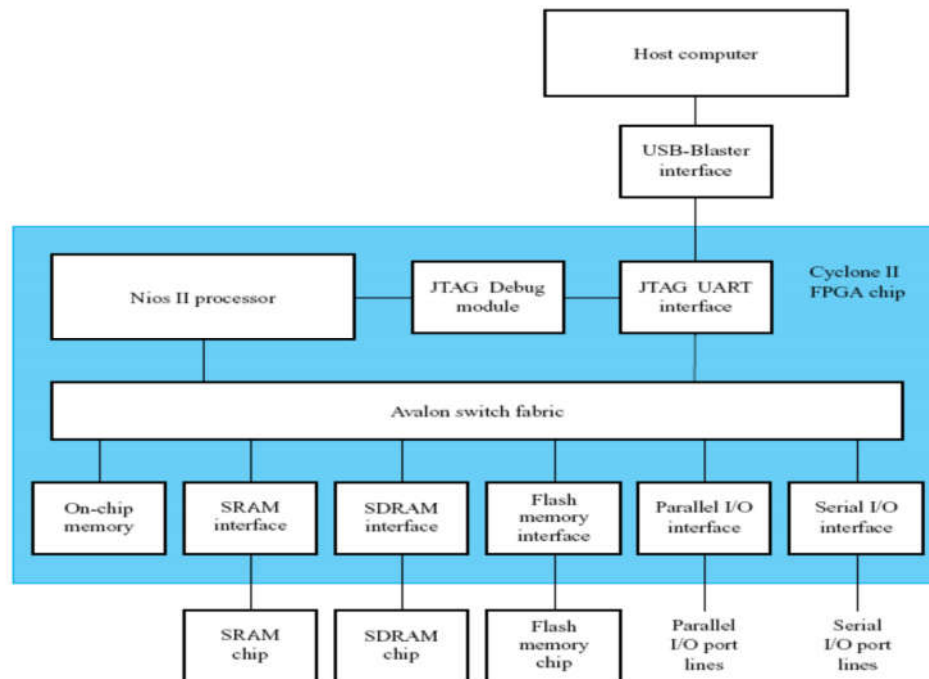 Host computer
USB-Blaster
interface
Cyclone II
FPGA chip
Nios II processor
JTAG Debug
module
JTAG UART
interface
Avalon switch fabric
On-chip
memory
SRAM
interface
SDRAM
interface
Flash
memory
interface
Parallel I/O
interface
Serial I/O
interface
SRAM
chip
SDRAM
chip
Flash
memory
chip
Parallel
I/O port
lines
Serial
I/O port
lines